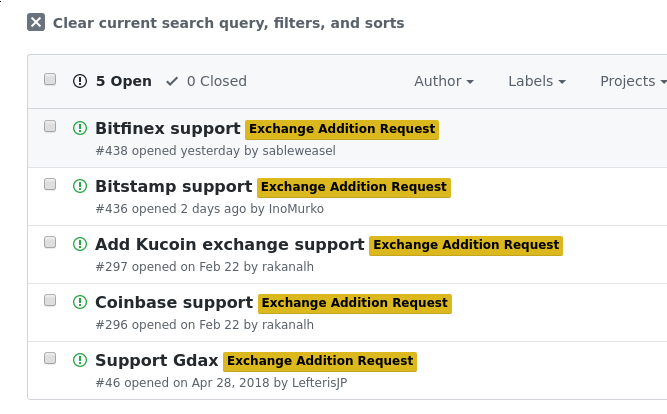 Clear current search query, filters, and sorts
5 Open 0 Closed Author Labels Projects
Bitfinex support Exchange Addition Request
#438 opened yesterday by sableweasel
Bitstamp support Exchange Addition Request
#436 opened 2 days ago by InoMurko
Add Kucoin exchange support Exchange Addition Request
#297 opened on Feb 22 by rakanalh
Coinbase support Exchange Addition Request
#296 opened on Feb 22 by rakanalh
Support Gdax Exchange Addition Request
#46 opened on Apr 28, 2018 by LefterisJP